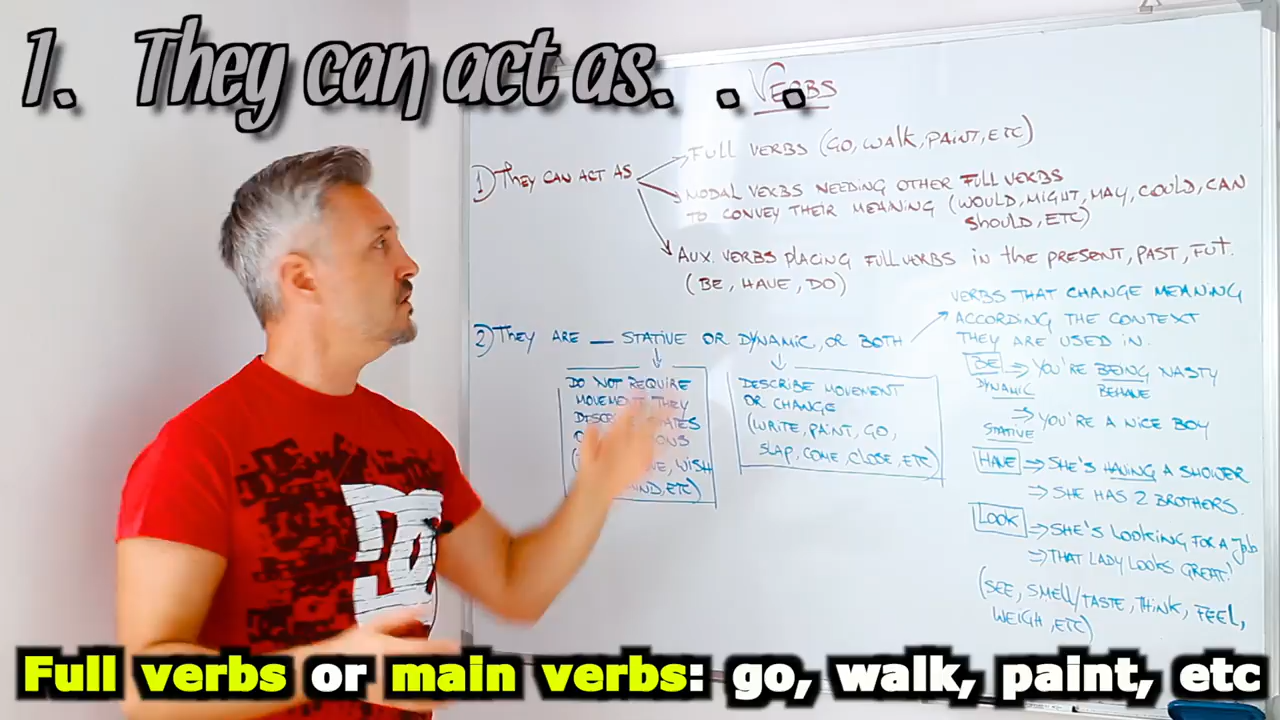 1. They can act as. . .
VERBS
1) THEY CAN ACT AS
FULL VERBS (GO, WALK, PAINT, ETC)
MODAL VERBS NEEDING OTHER FULL VERBS
TO CONVEY THEIR MEANING (WOULD, MIGHT, MAY, COULD, CAN
SHOULD, ETC)
AUX. VERBS PLACING FULL VERBS IN THE PRESENT, PAST, FUT.
(BE, HAVE, DO)
2) THEY ARE _ STATIVE OR DYNAMIC, OR BOTH
DO NOT REQUIRE
MOVEMENT THEY
WISH
ETC)
DESCRIBE MOVEMENT
OR CHANGE
(WRITE, PAINT, GO,
SLAP, COME, CLOSE, ETC)
VERBS THAT CHANGE MEANING
ACCORDING THE CONTEXT
THEY ARE USED IN.
BE → YOU'RE BEING NASTY
DYNAMIC BEHAVE
→ YOU'RE A NICE BOY
STATIVE
HAVE → SHE'S HAVING A SHOWER
→ SHE HAS 2 BROTHERS.
LOOK → SHE'S LOOKING FOR A Job
→ THAT LADY LOOKS GREAT!
(SEE, SMELL/TASTE, THINK, FEEL,
WEIGH, ETC)
DC
Full verbs or main verbs: go, walk, paint, etc